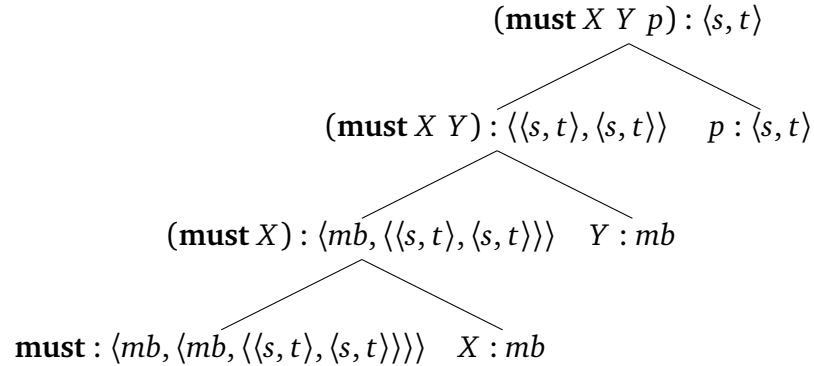 (must X Y p) : ⟨s, t⟩
(must X Y) : ⟨⟨s, t⟩, ⟨s, t⟩⟩ p : ⟨s, t⟩
(must X) : ⟨mb, ⟨⟨s, t⟩, ⟨s, t⟩⟩⟩ Y : mb
must : ⟨mb, ⟨mb, ⟨⟨s, t⟩, ⟨s, t⟩⟩⟩⟩ X : mb